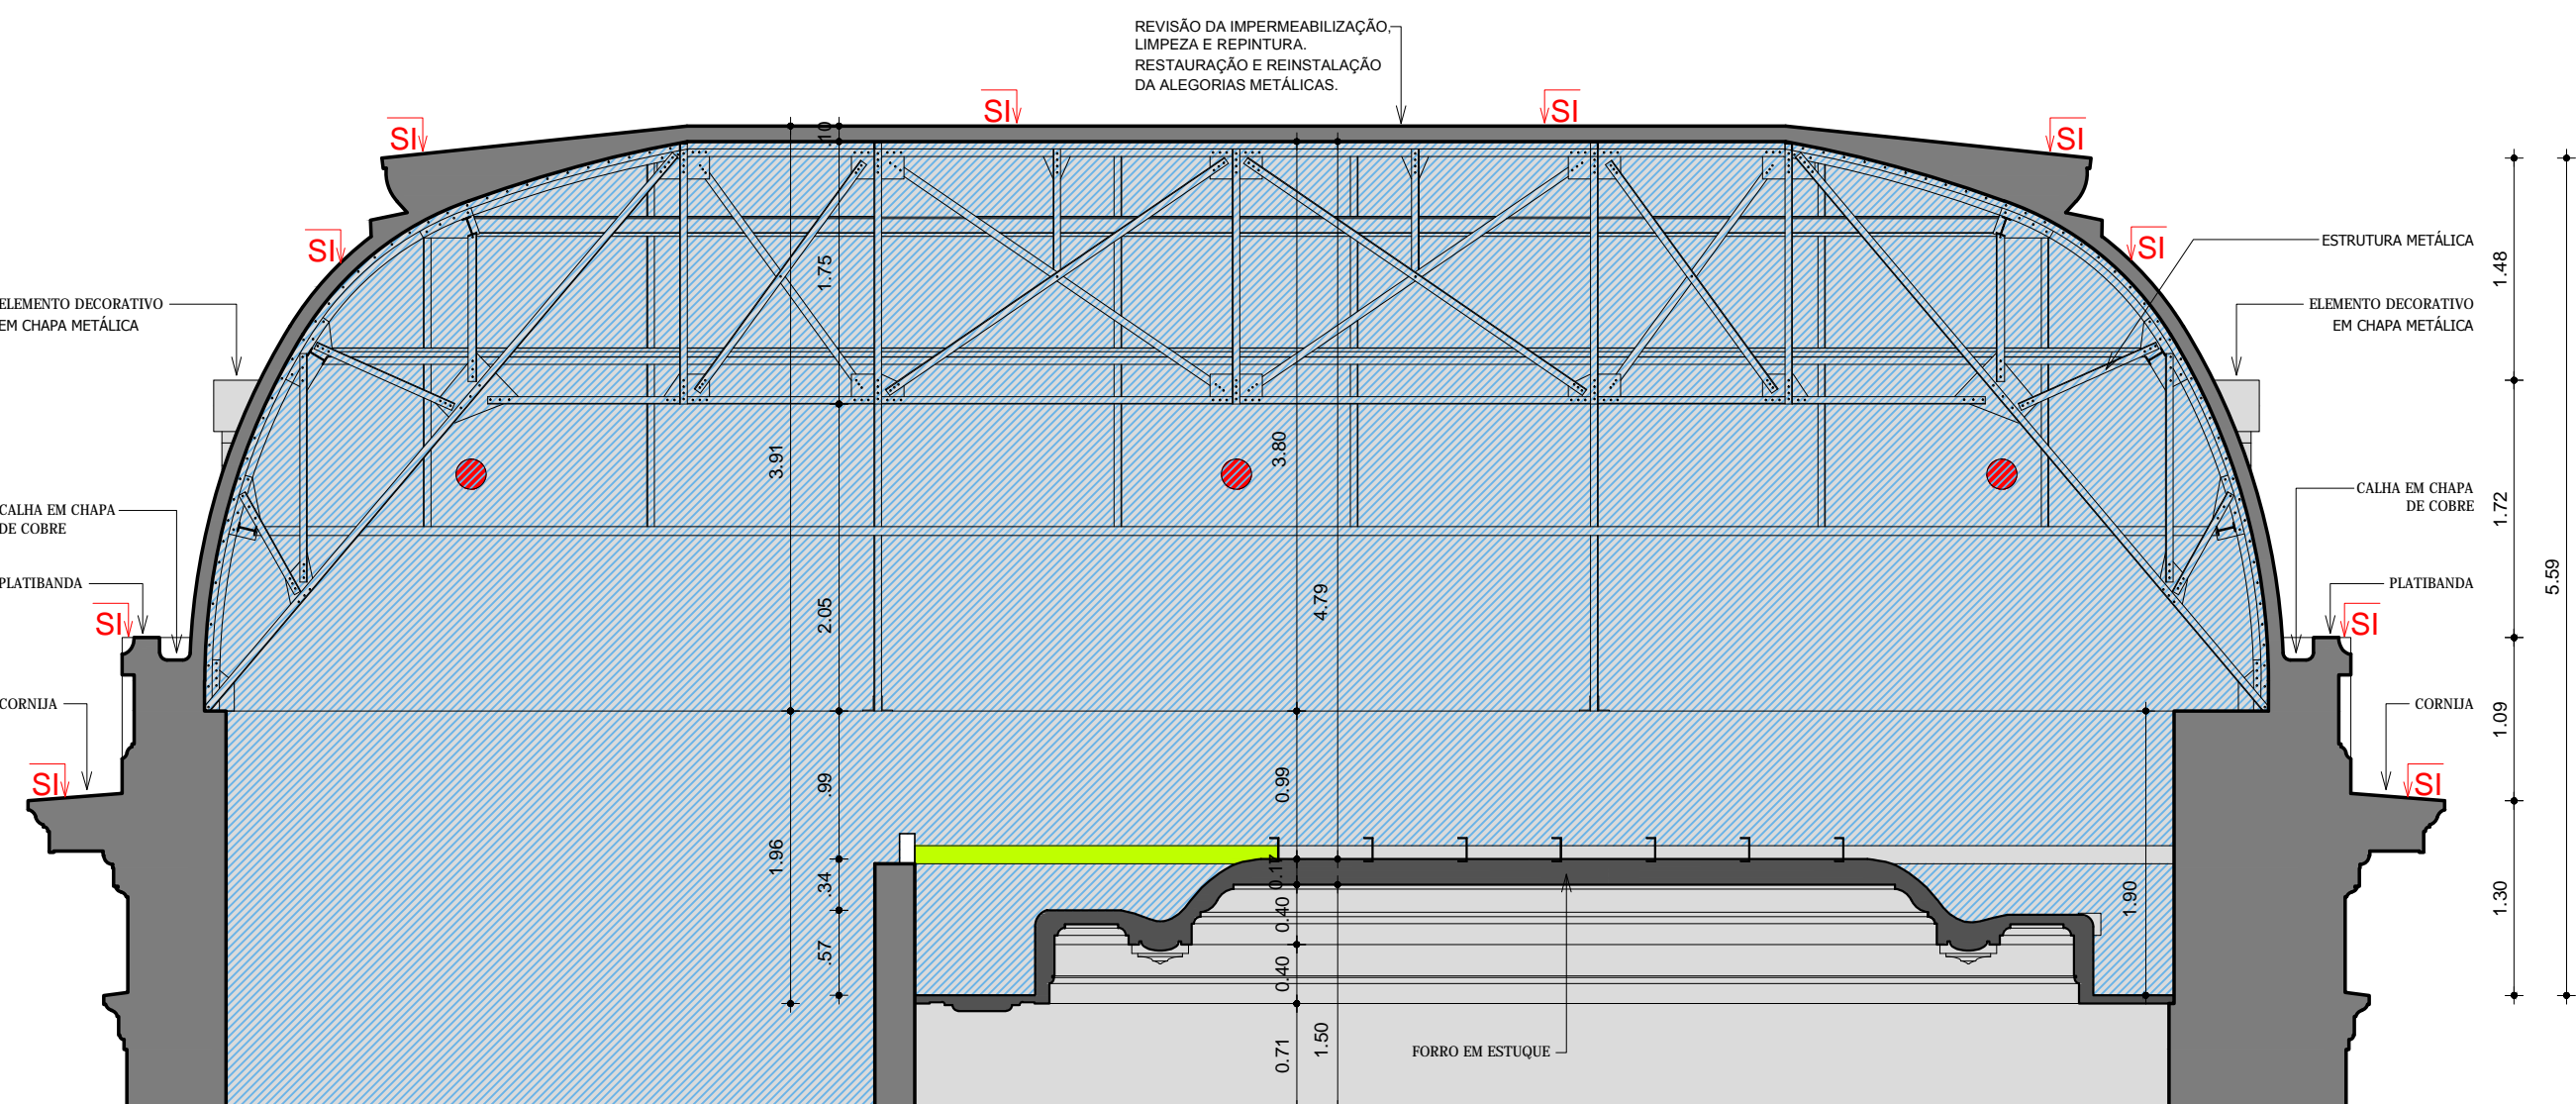 REVISÃO DA IMPERMEABILIZAÇÃO,
LIMPEZA E REPINTURA.
RESTAURAÇÃO E REINSTALAÇÃO
DA ALEGORIAS METÁLICAS.
SI
SI
SI
SI
SI
SI
ESTRUTURA METÁLICA
ELEMENTO DECORATIVO
EM CHAPA METÁLICA
ELEMENTO DECORATIVO
EM CHAPA METÁLICA
CALHA EM CHAPA
DE COBRE
CALHA EM CHAPA
DE COBRE
PLATIBANDA
PLATIBANDA
SI
SI
CORNIJA
CORNIJA
SI
SI
FORRO EM ESTUQUE
.10
1.75
3.91
2.05
.99
1.96
.34
.57
3.80
4.79
0.99
0.17
0.40
0.40
0.71
1.50
1.90
1.48
1.72
1.09
1.30
5.59